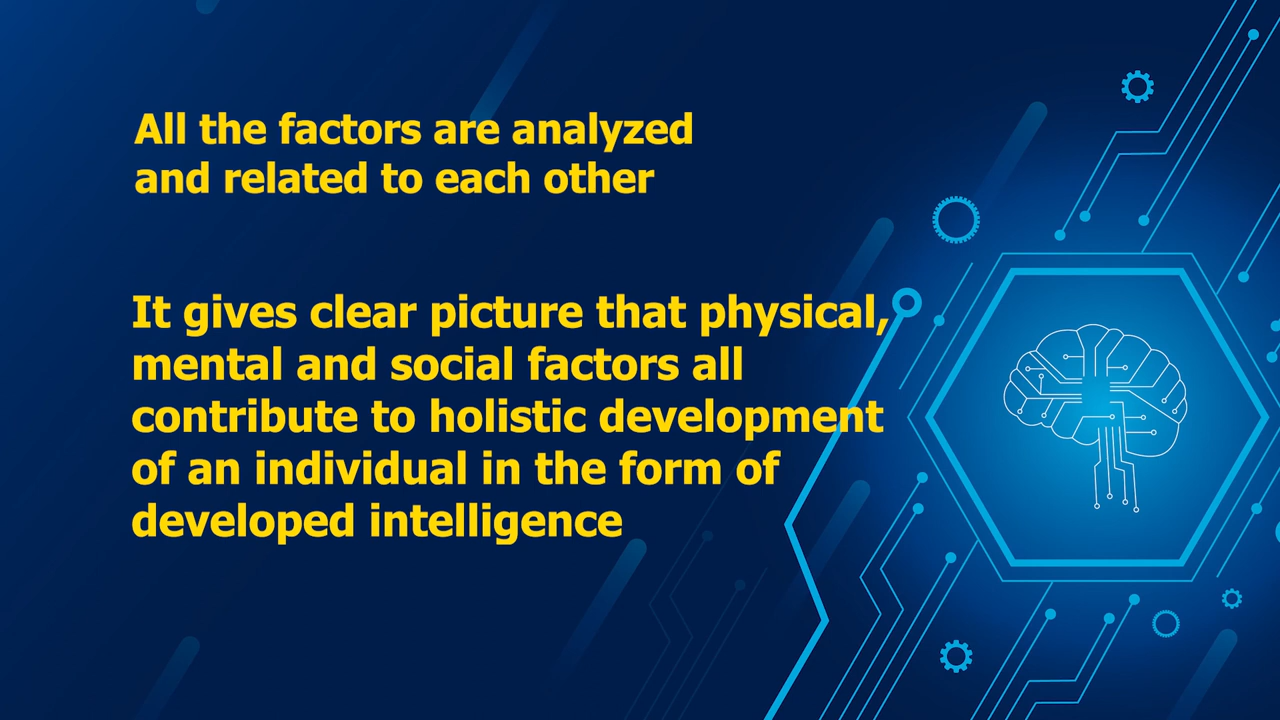 All the factors are analyzed
and related to each other
It gives clear picture that physical,
mental and social factors all
contribute to holistic development
of an individual in the form of
developed intelligence